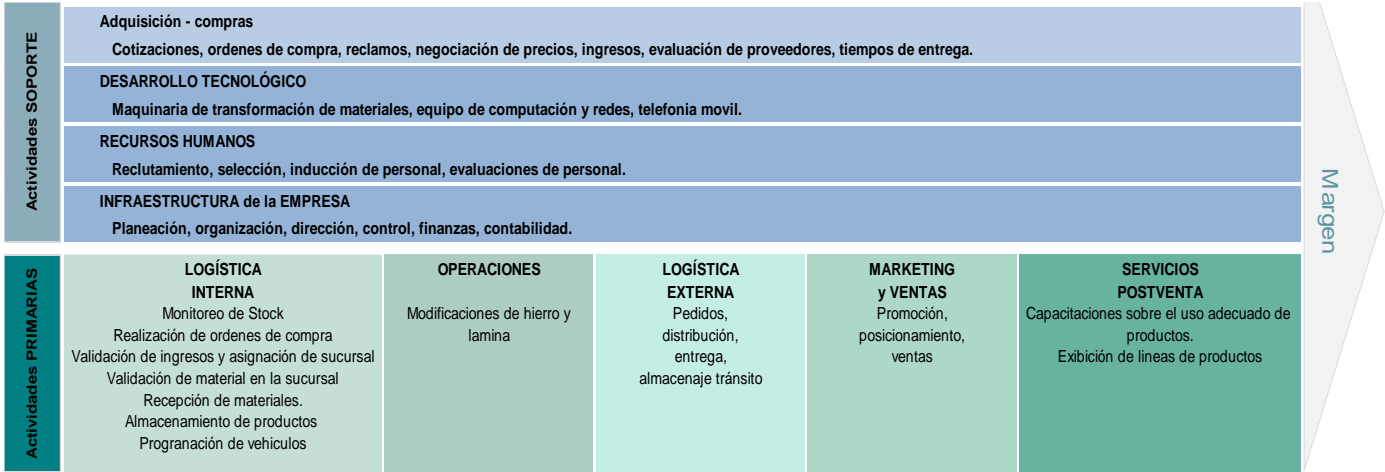 Actividades SOPORTE
Adquisición - compras
Cotizaciones, ordenes de compra, reclamos, negociación de precios, ingresos, evaluación de proveedores, tiempos de entrega.
DESARROLLO TECNOLÓGICO
Maquinaria de transformación de materiales, equipo de computación y redes, telefonia movil.
RECURSOS HUMANOS
Reclutamiento, selección, inducción de personal, evaluaciones de personal.
INFRAESTRUCTURA de la EMPRESA
Planeación, organización, dirección, control, finanzas, contabilidad.
Margen
Actividades PRIMARIAS
LOGÍSTICA
INTERNA
Monitoreo de Stock
Realización de ordenes de compra
Validación de ingresos y asignación de sucursal
Validación de material en la sucursal
Recepción de materiales.
Almacenamiento de productos
Progranación de vehiculos
OPERACIONES
Modificaciones de hierro y
lamina
LOGÍSTICA
EXTERNA
Pedidos,
distribución,
entrega,
almacenaje tránsito
MARKETING
y VENTAS
Promoción,
posicionamiento,
ventas
SERVICIOS
POSTVENTA
Capacitaciones sobre el uso adecuado de
productos.
Exibición de lineas de productos